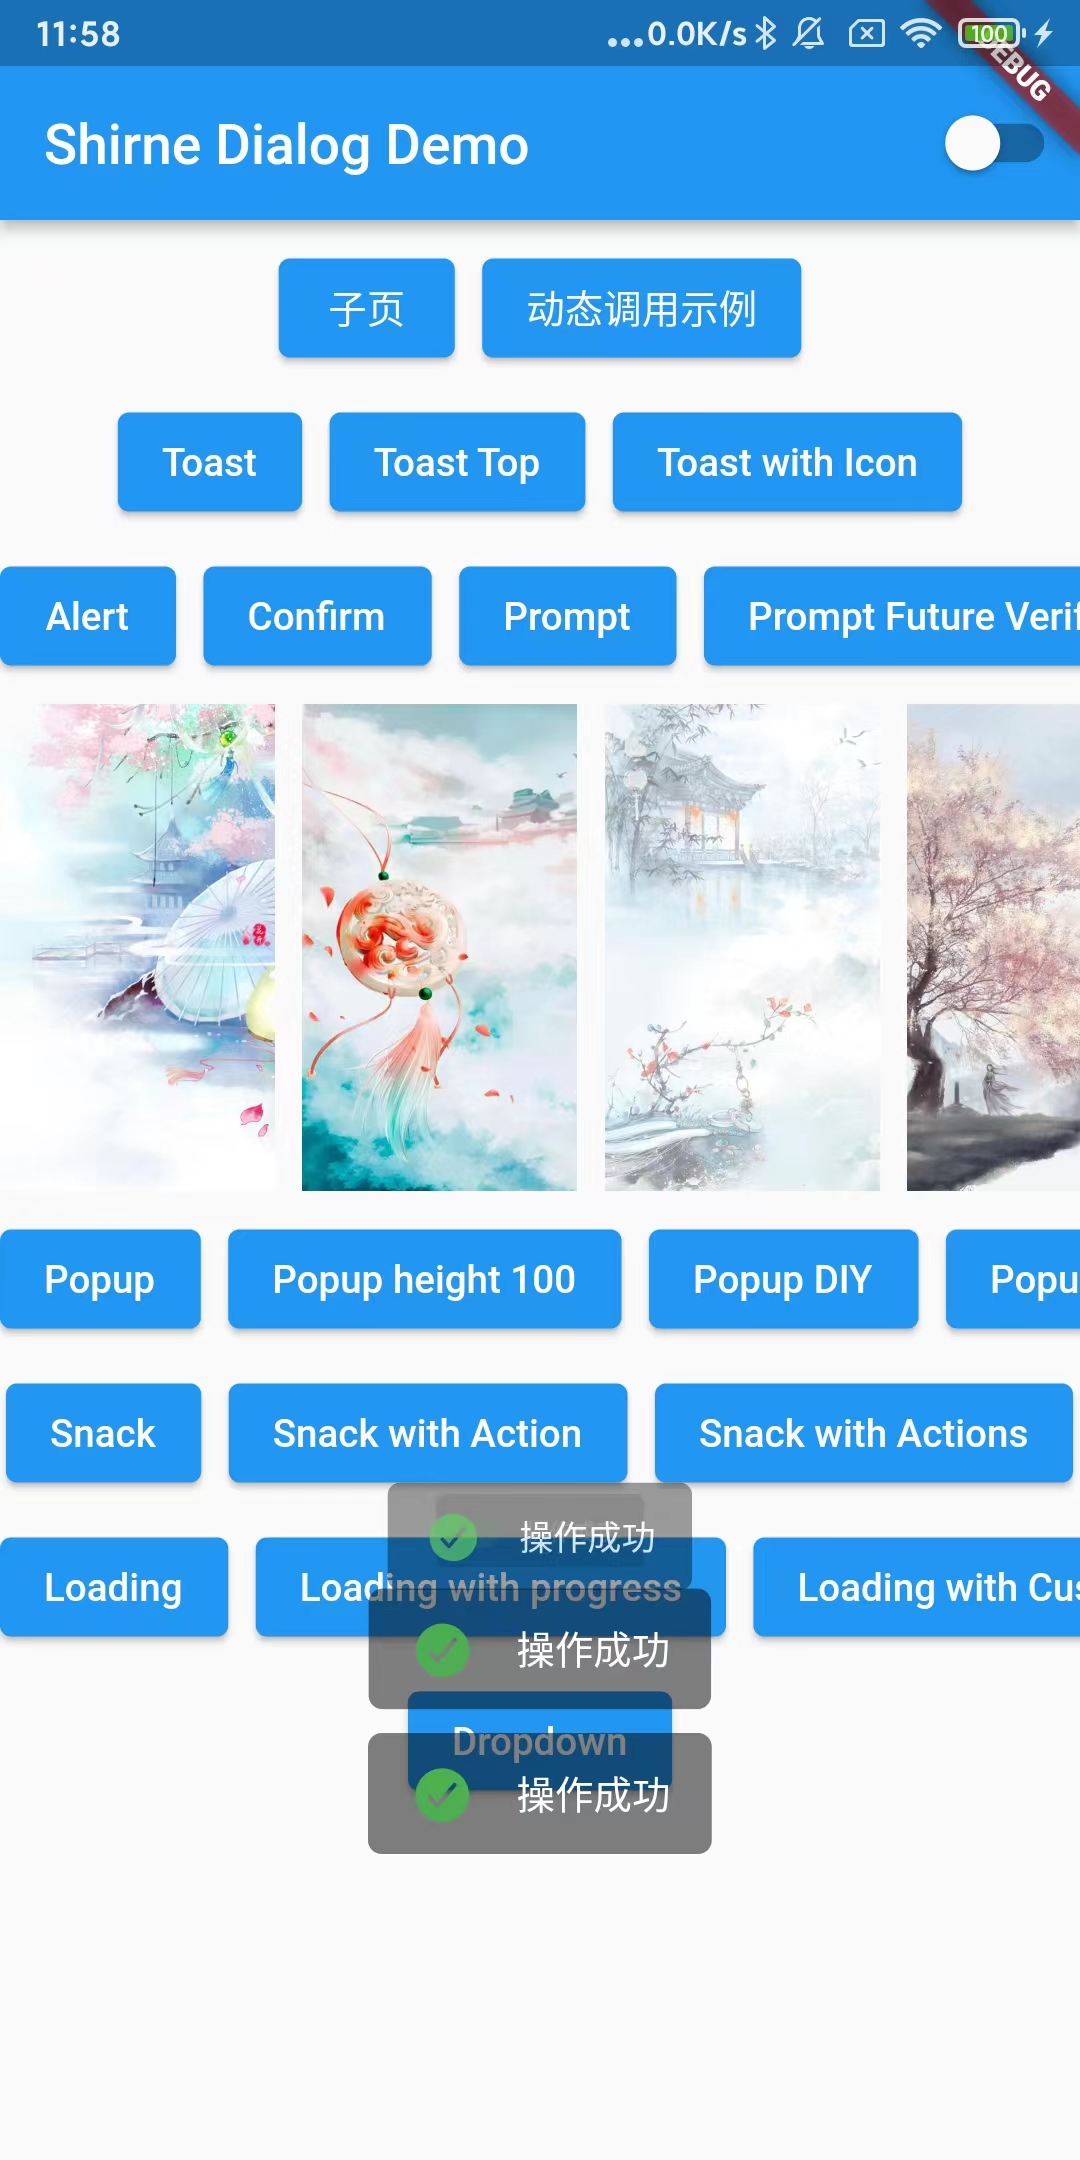 11:58
...0.0K/s
100
EBUG
Shirne Dialog Demo
子页
动态调用示例
Toast
Toast Top
Toast with Icon
Alert
Confirm
Prompt
Prompt Future Verif
Popup
Popup height 100
Popup DIY
Popu
Snack
Snack with Action
Snack with Actions
操作成功
Loading
Loading with progress
Loading with Cus
操作成功
Dropdown
操作成功